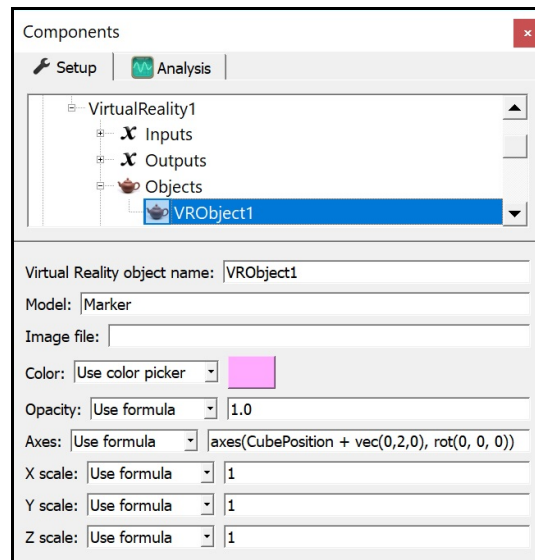 Components
Setup Analysis
VirtualReality1
x Inputs
x Outputs
Objects
VRObject1
Virtual Reality object name: VRObject1
Model: Marker
Image file:
Color: Use color picker
Opacity: Use formula 1.0
Axes: Use formula axes(CubePosition + vec(0,2,0), rot(0, 0, 0))
X scale: Use formula 1
Y scale: Use formula 1
Z scale: Use formula 1